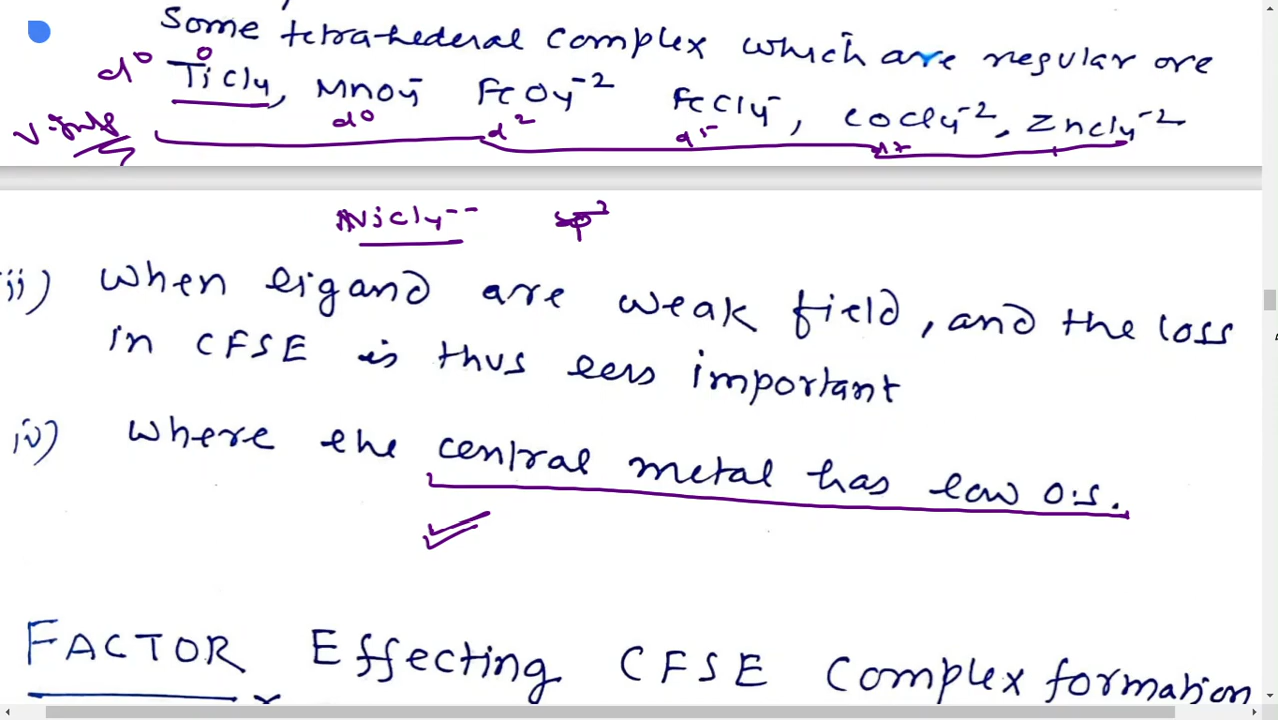 Some tetrahederal complex which are regular are
d⁰ TiCl4, MnO4⁻ FeO4⁻² FeCl4⁻, CoCl4⁻², ZnCl4⁻²
0
d⁰ d² d⁵ d⁷
NiCl4⁻⁻ sp³
iii) when ligand are weak field, and the loss
in CFSE is thus less important
iv) where the central metal has low O.S.
FACTOR Effecting CFSE Complex formation